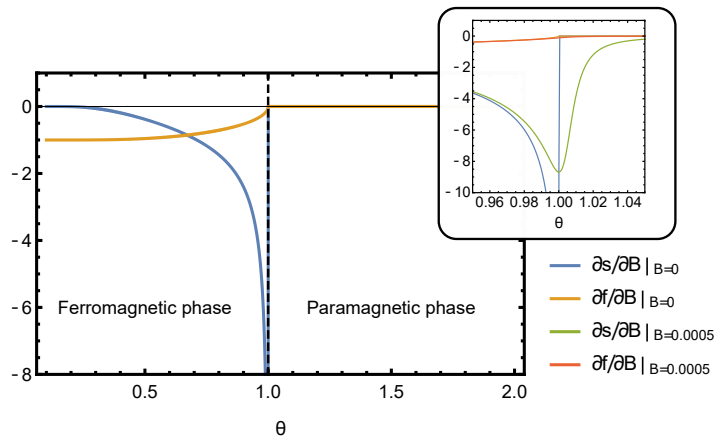 0
-2
-4
-6
-8
0.5
1.0
1.5
2.0
θ
Ferromagnetic phase
Paramagnetic phase
0
-2
-4
-6
-8
-10
0.96 0.98 1.00 1.02 1.04
θ
∂s/∂B|B=0
∂f/∂B|B=0
∂s/∂B|B=0.0005
∂f/∂B|B=0.0005